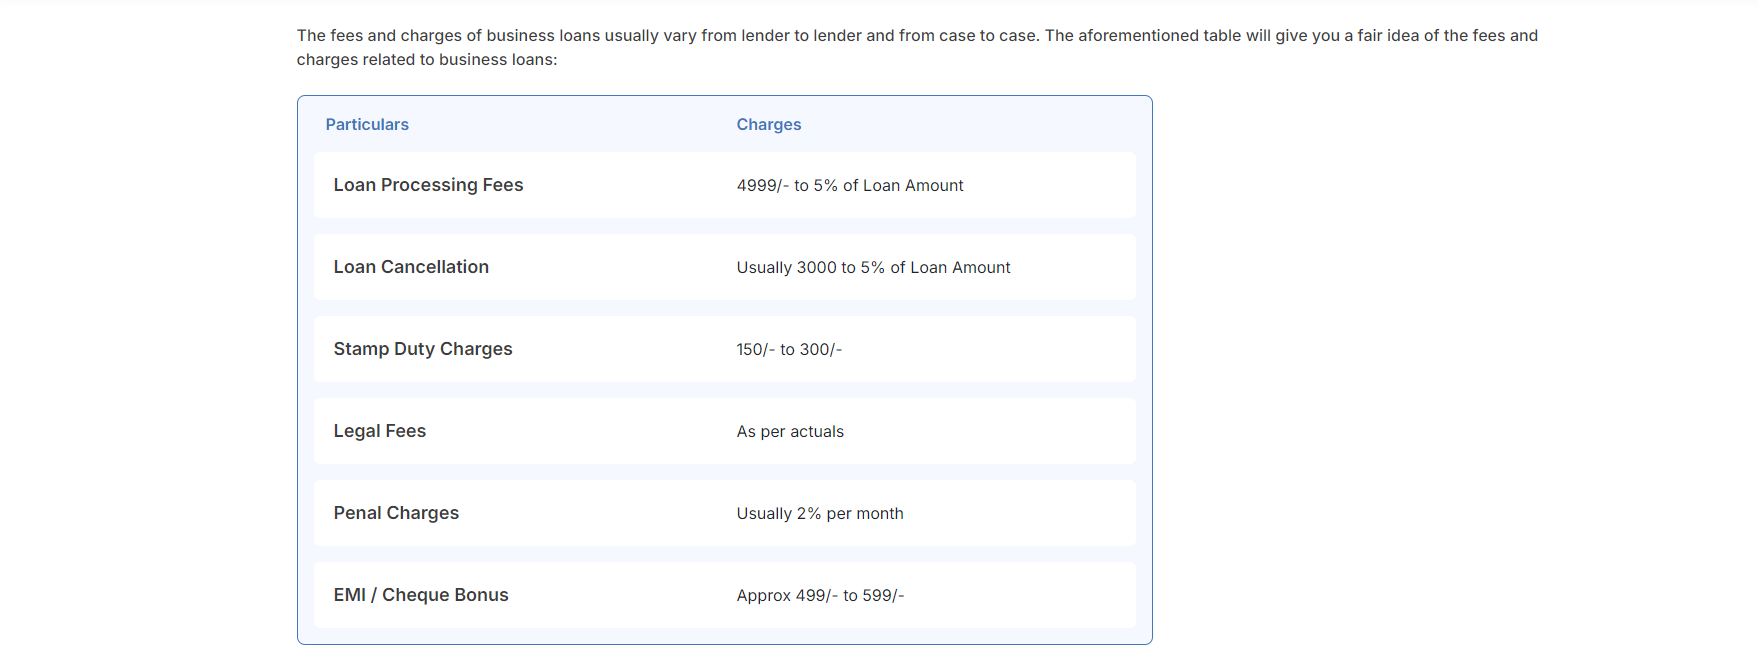 The fees and charges of business loans usually vary from lender to lender and from case to case. The aforementioned table will give you a fair idea of the fees and
charges related to business loans:
Particulars Charges
Loan Processing Fees 4999/- to 5% of Loan Amount
Loan Cancellation Usually 3000 to 5% of Loan Amount
Stamp Duty Charges 150/- to 300/-
Legal Fees As per actuals
Penal Charges Usually 2% per month
EMI / Cheque Bonus Approx 499/- to 599/-